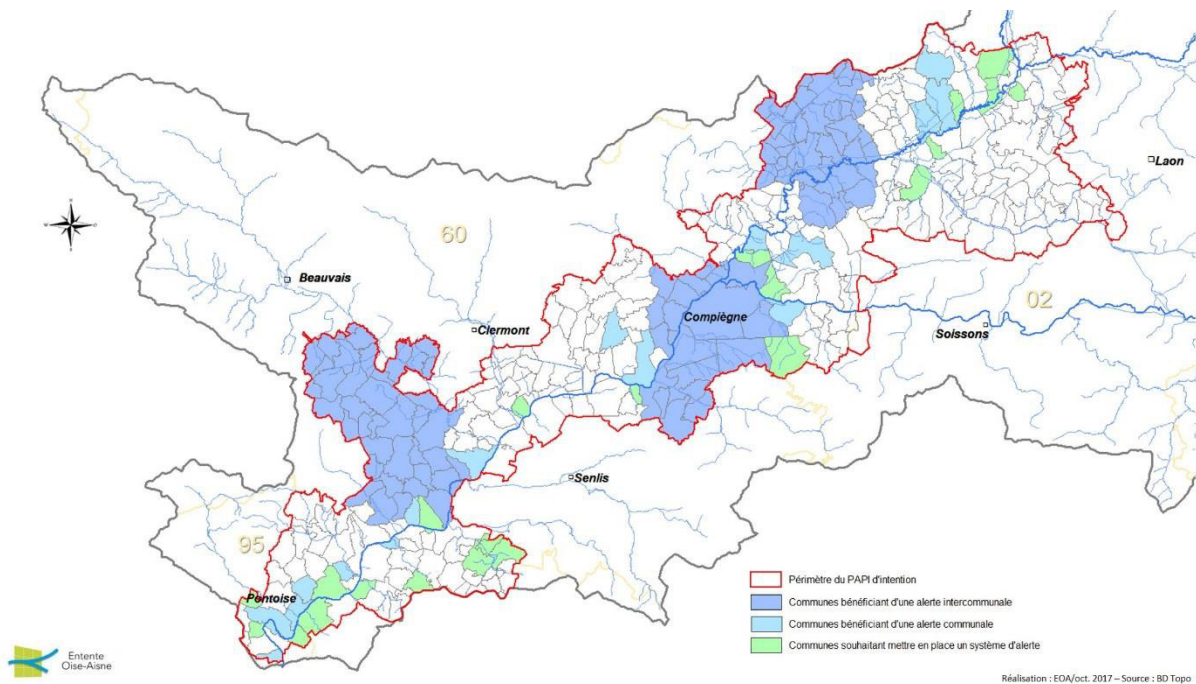 Laon
60
Beauvais
Clermont
Compiègne
02
Soissons
Senlis
95
Pontoise
Périmètre du PAPI d'intention
Communes bénéficiant d'une alerte intercommunale
Communes bénéficiant d'une alerte communale
Communes souhaitant mettre en place un système d'alerte
Entente
Oise-Aisne
Réalisation : EOA/oct. 2017 – Source : BD Topo